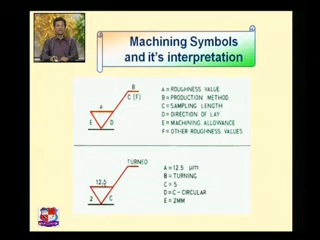 Machining Symbols
and it's interpretation
B
C (F)
A
E
D
A = ROUGHNESS VALUE
B = PRODUCTION METHOD
C = SAMPLING LENGTH
D = DIRECTION OF LAY
E = MACHINING ALLOWANCE
F = OTHER ROUGHNESS VALUES
TURNED
12.5
2
C
A = 12.5 µm
B = TURNING
C = 5
D = C - CIRCULAR
E = 2MM